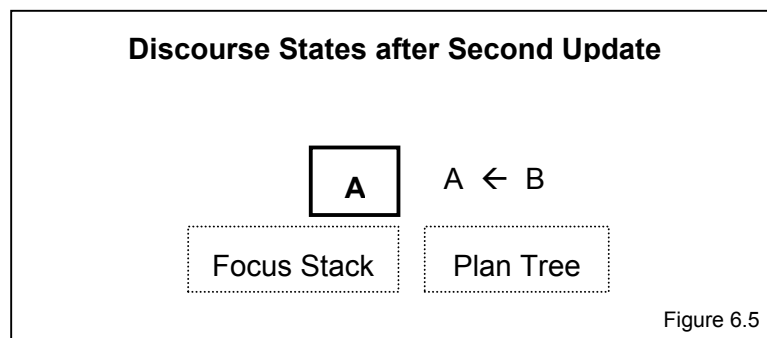 Discourse States after Second Update
A A ← B
Focus Stack Plan Tree
Figure 6.5